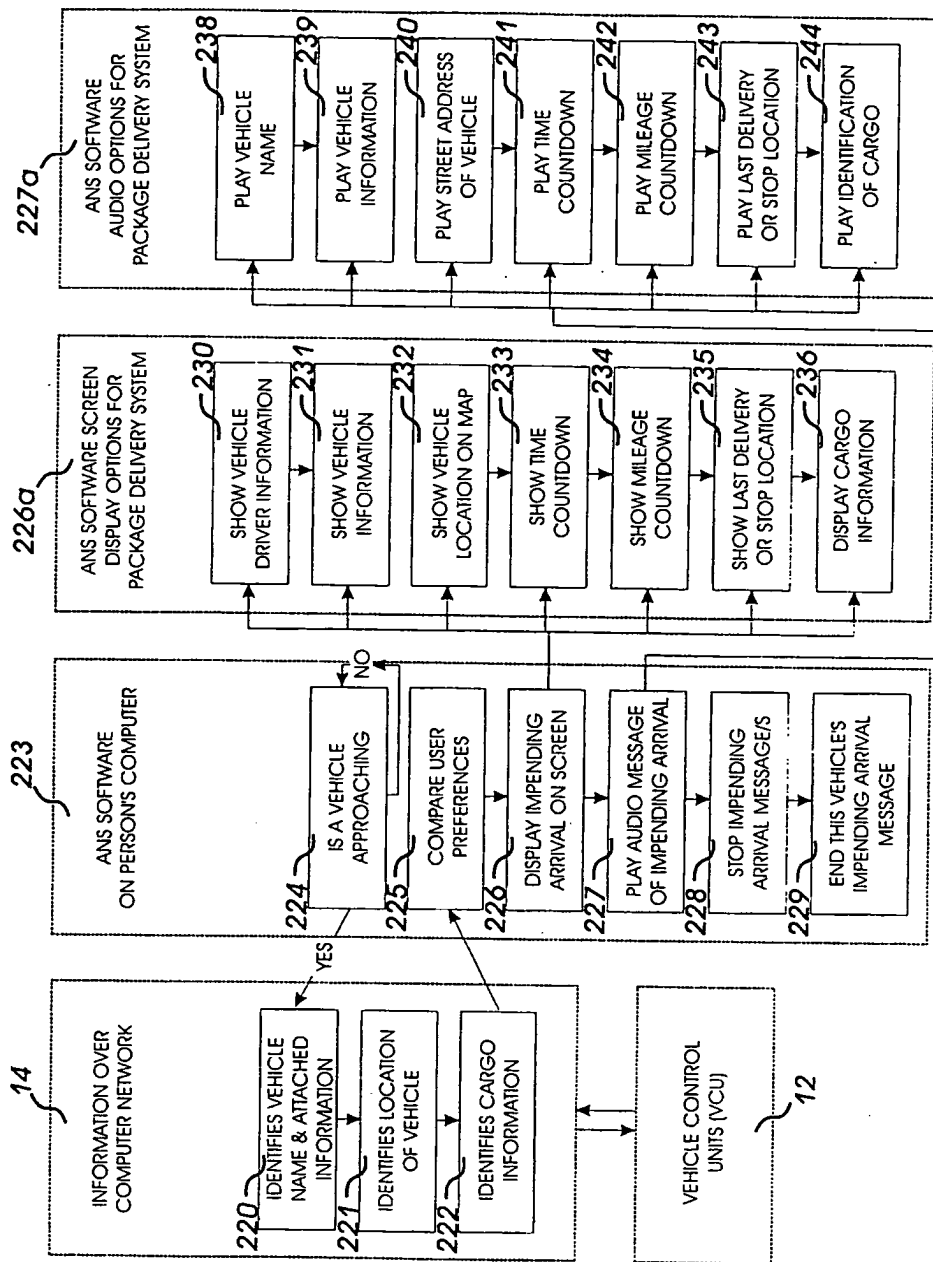 14
INFORMATION OVER
COMPUTER NETWORK
220
IDENTIFIES VEHICLE
NAME & ATTACHED
INFORMATION
221
IDENTIFIES LOCATION
OF VEHICLE
222
IDENTIFIES CARGO
INFORMATION
VEHICLE CONTROL
UNITS (VCU)
12
YES
223
ANS SOFTWARE
ON PERSON'S COMPUTER
224
IS A VEHICLE
APPROACHING
NO
225
COMPARE USER
PREFERENCES
226
DISPLAY IMPENDING
ARRIVAL ON SCREEN
227
PLAY AUDIO MESSAGE
OF IMPENDING ARRIVAL
228
STOP IMPENDING
ARRIVAL MESSAGE/S
229
END THIS VEHICLE'S
IMPENDING ARRIVAL
MESSAGE
226a
ANS SOFTWARE SCREEN
DISPLAY OPTIONS FOR
PACKAGE DELIVERY SYSTEM
230
SHOW VEHICLE
DRIVER INFORMATION
231
SHOW VEHICLE
INFORMATION
232
SHOW VEHICLE
LOCATION ON MAP
233
SHOW TIME
COUNTDOWN
234
SHOW MILEAGE
COUNTDOWN
235
SHOW LAST DELIVERY
OR STOP LOCATION
236
DISPLAY CARGO
INFORMATION
227a
ANS SOFTWARE
AUDIO OPTIONS FOR
PACKAGE DELIVERY SYSTEM
238
PLAY VEHICLE
NAME
239
PLAY VEHICLE
INFORMATION
240
PLAY STREET ADDRESS
OF VEHICLE
241
PLAY TIME
COUNTDOWN
242
PLAY MILEAGE
COUNTDOWN
243
PLAY LAST DELIVERY
OR STOP LOCATION
244
PLAY IDENTIFICATION
OF CARGO